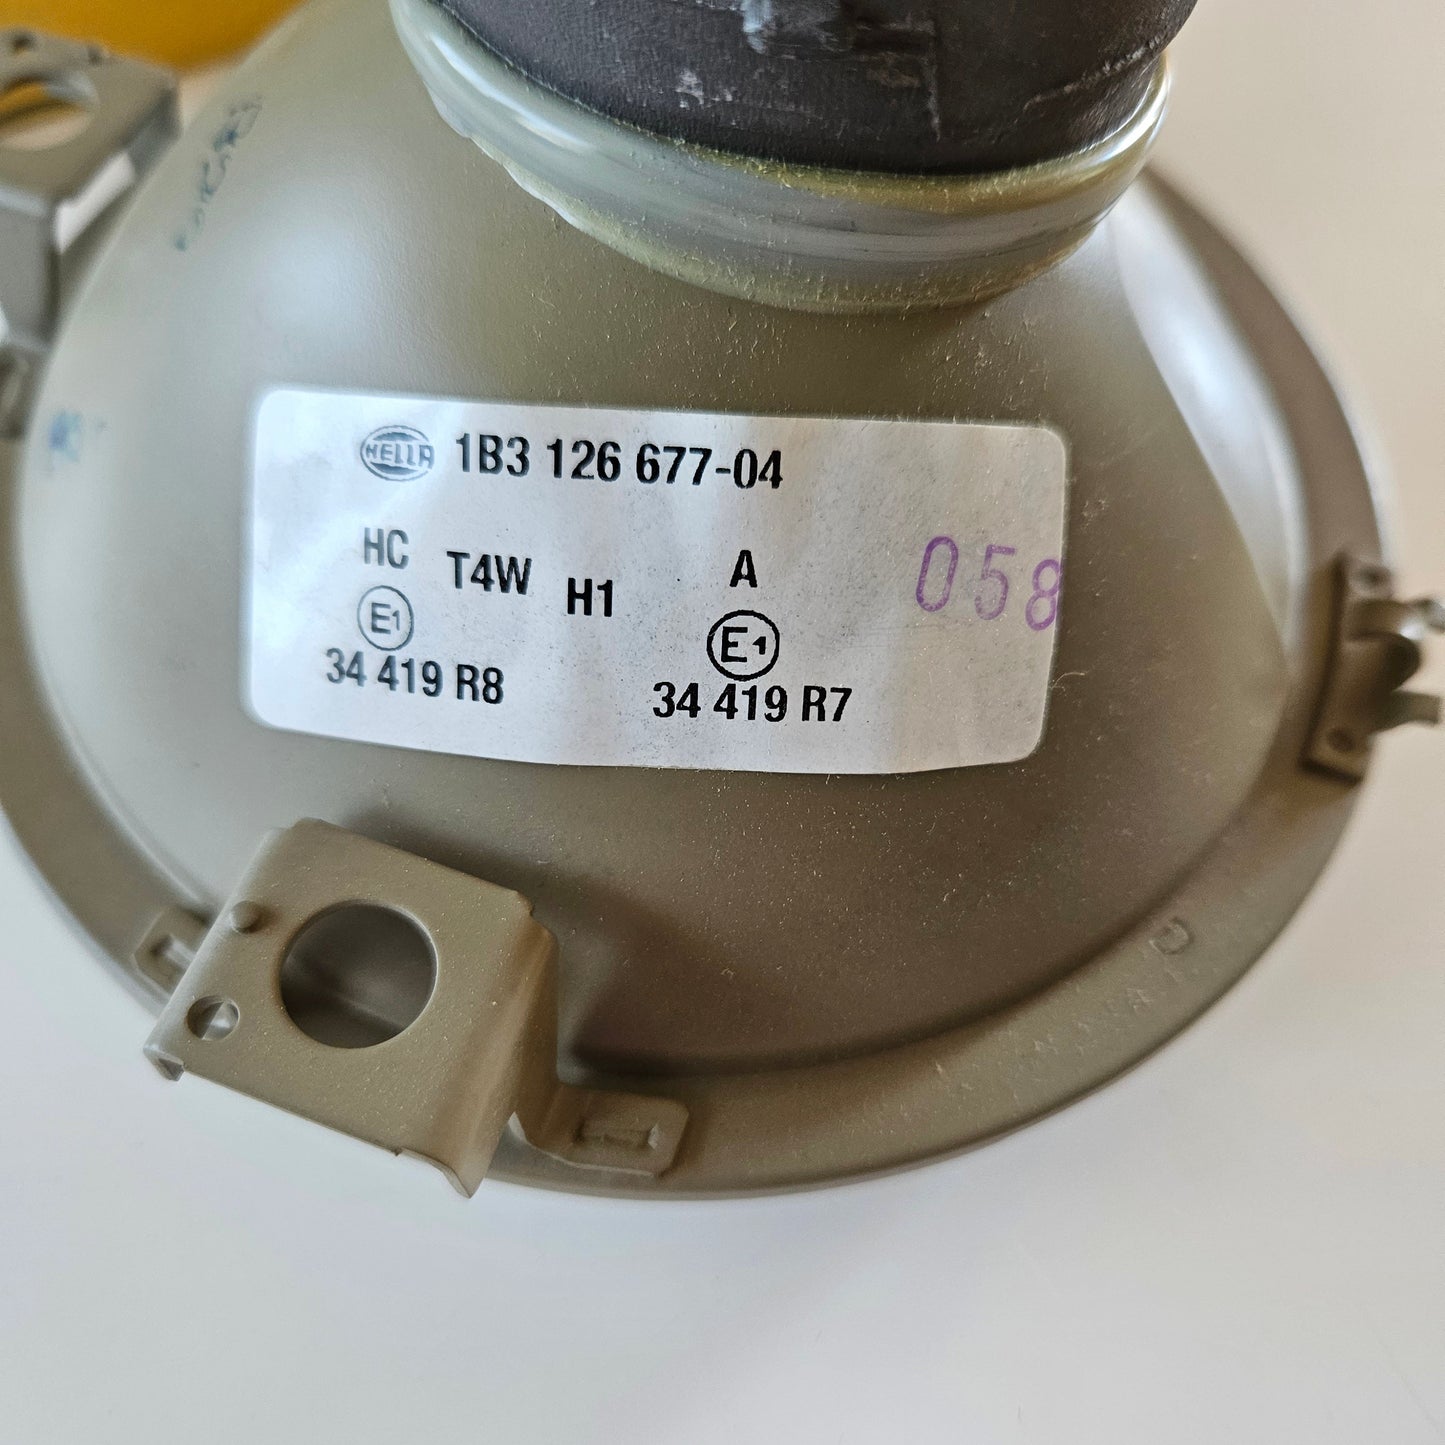 HELLA 1B3 126 677-04
HC T4W H1 A 058
E1 E1
34 419 R8 34 419 R7